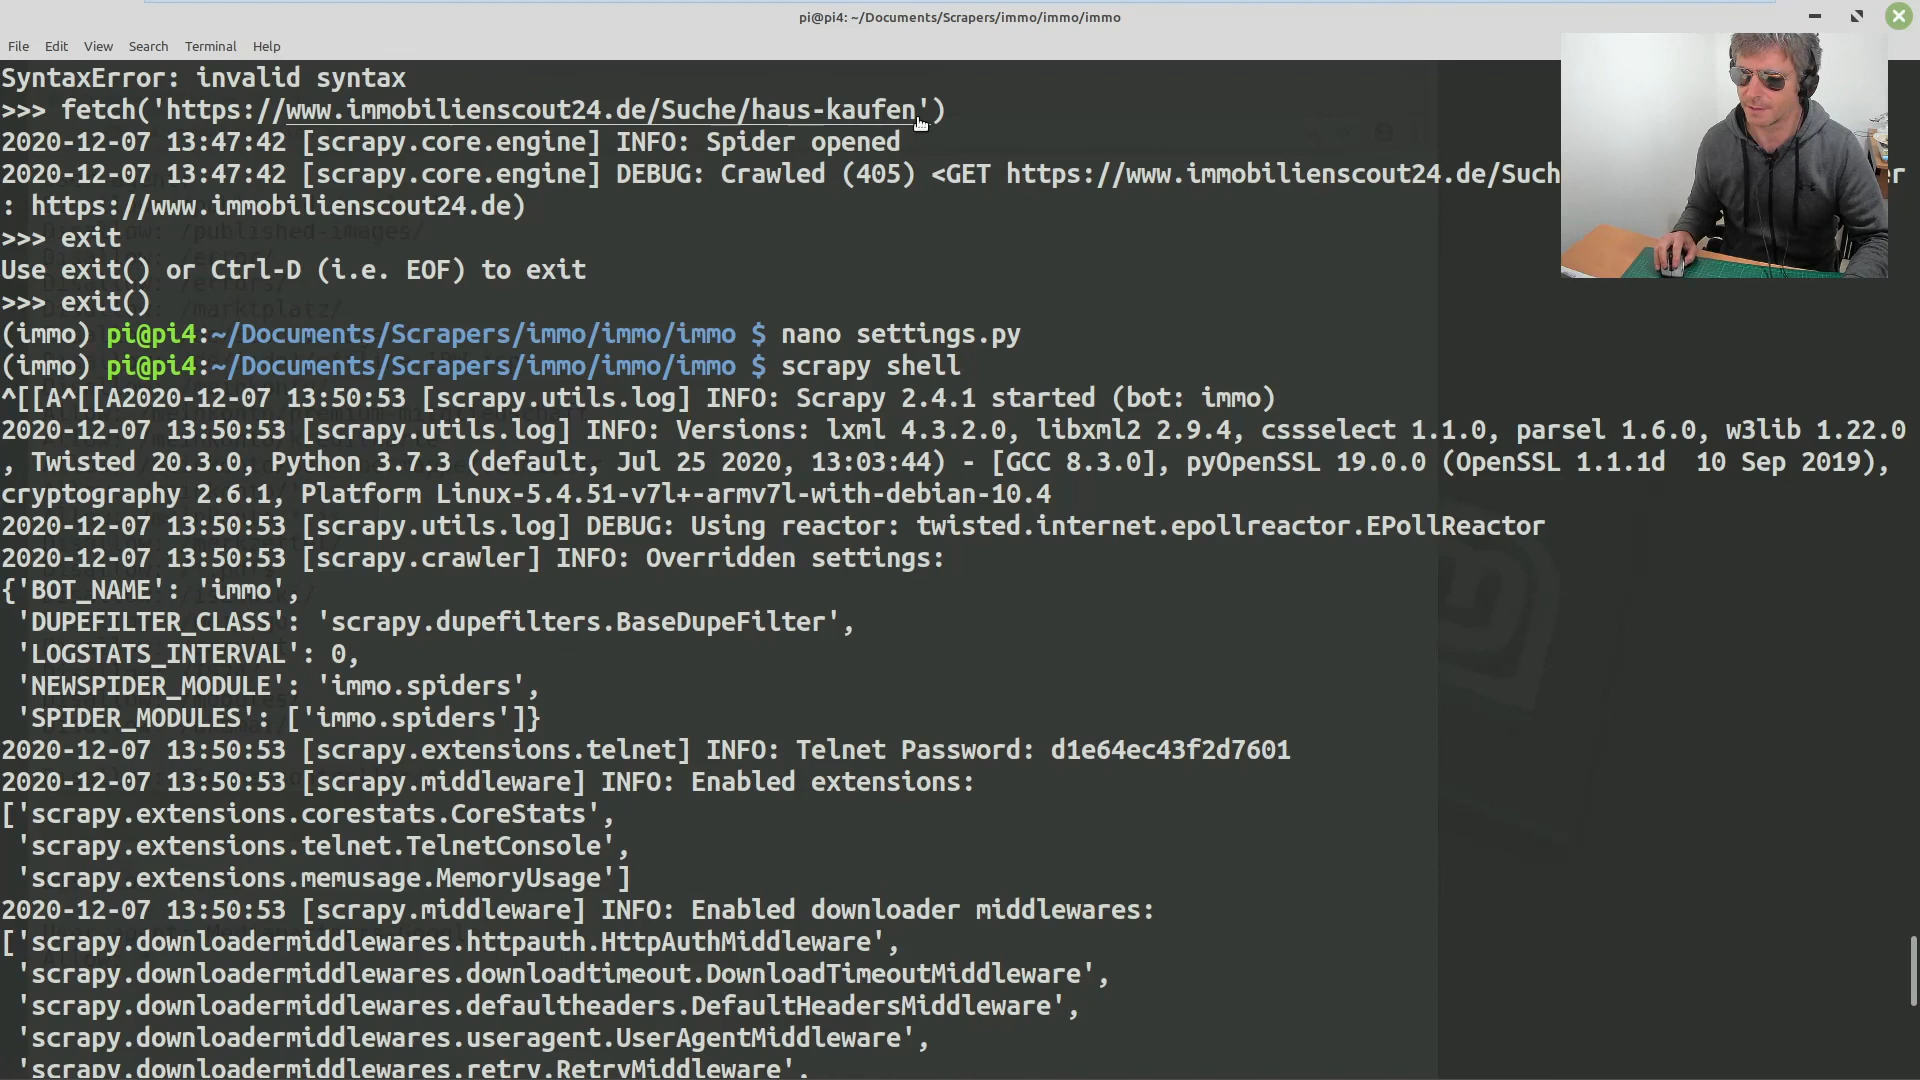 pi@pi4: ~/Documents/Scrapers/immo/immo/immo
File Edit View Search Terminal Help
SyntaxError: invalid syntax
>>> fetch('https://www.immobilienscout24.de/Suche/haus-kaufen')
2020-12-07 13:47:42 [scrapy.core.engine] INFO: Spider opened
2020-12-07 13:47:42 [scrapy.core.engine] DEBUG: Crawled (405) <GET https://www.immobilienscout24.de/Such r
: https://www.immobilienscout24.de)
>>> exit
Use exit() or Ctrl-D (i.e. EOF) to exit
>>> exit()
(immo) pi@pi4:~/Documents/Scrapers/immo/immo/immo $ nano settings.py
(immo) pi@pi4:~/Documents/Scrapers/immo/immo/immo $ scrapy shell
^[[A^[[A2020-12-07 13:50:53 [scrapy.utils.log] INFO: Scrapy 2.4.1 started (bot: immo)
2020-12-07 13:50:53 [scrapy.utils.log] INFO: Versions: lxml 4.3.2.0, libxml2 2.9.4, cssselect 1.1.0, parsel 1.6.0, w3lib 1.22.0
, Twisted 20.3.0, Python 3.7.3 (default, Jul 25 2020, 13:03:44) - [GCC 8.3.0], pyOpenSSL 19.0.0 (OpenSSL 1.1.1d  10 Sep 2019),
cryptography 2.6.1, Platform Linux-5.4.51-v7l+-armv7l-with-debian-10.4
2020-12-07 13:50:53 [scrapy.utils.log] DEBUG: Using reactor: twisted.internet.epollreactor.EPollReactor
2020-12-07 13:50:53 [scrapy.crawler] INFO: Overridden settings:
{'BOT_NAME': 'immo',
 'DUPEFILTER_CLASS': 'scrapy.dupefilters.BaseDupeFilter',
 'LOGSTATS_INTERVAL': 0,
 'NEWSPIDER_MODULE': 'immo.spiders',
 'SPIDER_MODULES': ['immo.spiders']}
2020-12-07 13:50:53 [scrapy.extensions.telnet] INFO: Telnet Password: d1e64ec43f2d7601
2020-12-07 13:50:53 [scrapy.middleware] INFO: Enabled extensions:
['scrapy.extensions.corestats.CoreStats',
 'scrapy.extensions.telnet.TelnetConsole',
 'scrapy.extensions.memusage.MemoryUsage']
2020-12-07 13:50:53 [scrapy.middleware] INFO: Enabled downloader middlewares:
['scrapy.downloadermiddlewares.httpauth.HttpAuthMiddleware',
 'scrapy.downloadermiddlewares.downloadtimeout.DownloadTimeoutMiddleware',
 'scrapy.downloadermiddlewares.defaultheaders.DefaultHeadersMiddleware',
 'scrapy.downloadermiddlewares.useragent.UserAgentMiddleware',
 'scrapy.downloadermiddlewares.retry.RetryMiddleware',